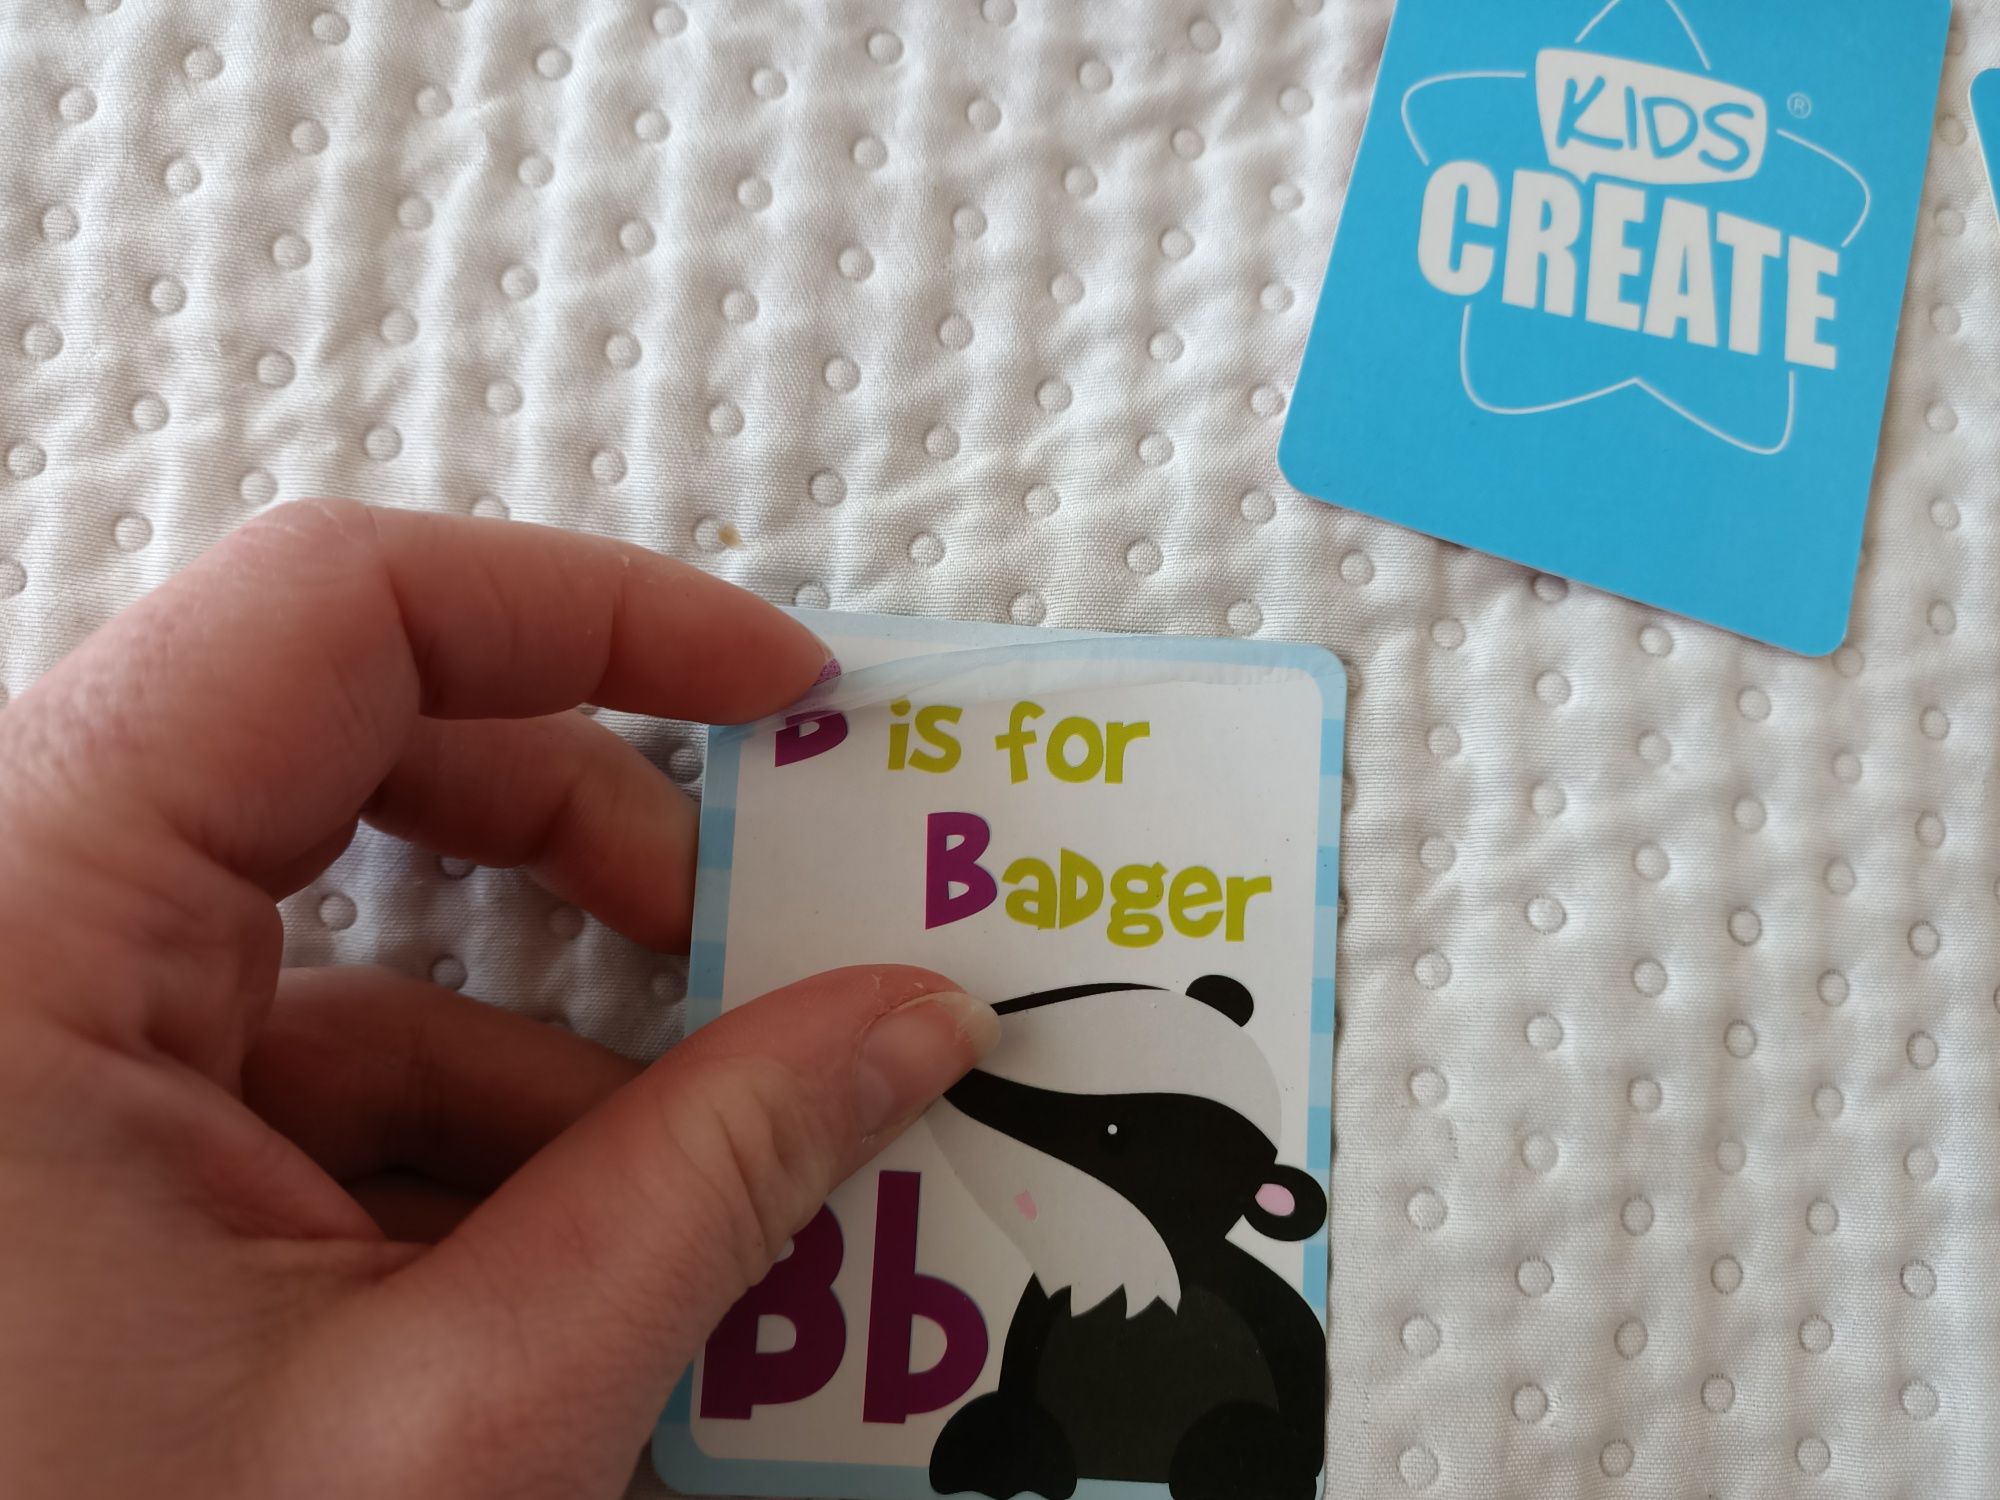 KIDS ®
CREATE
B is for
Badger
Bb